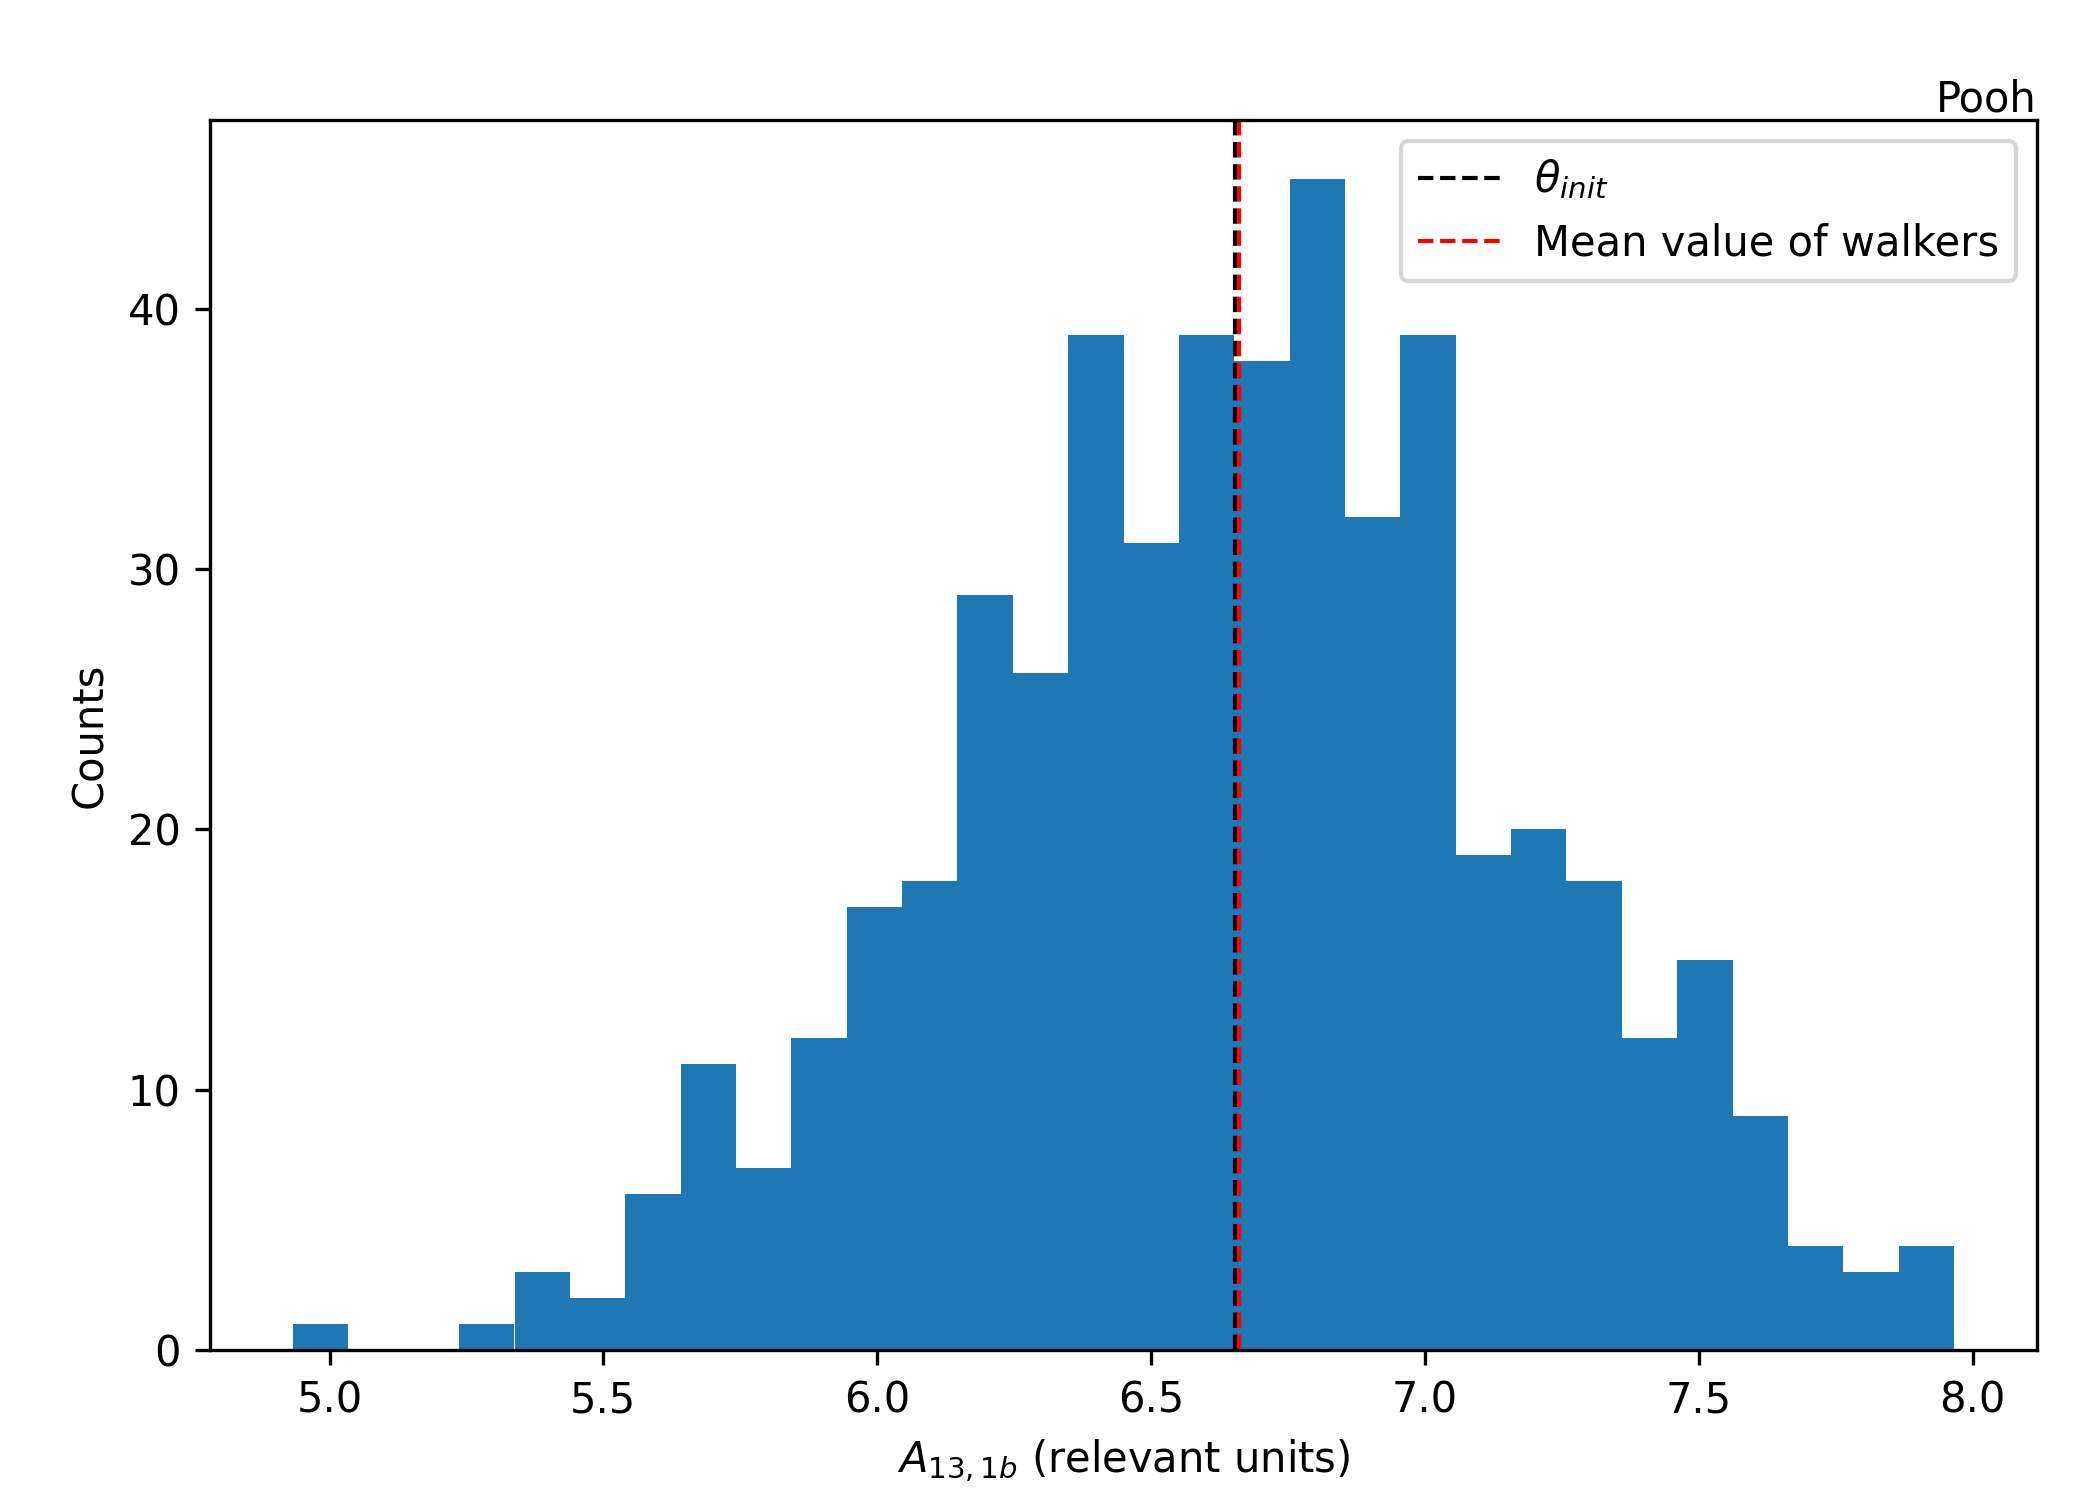 Pooh
θinit
Mean value of walkers
Counts
40
30
20
10
0
5.0 5.5 6.0 6.5 7.0 7.5 8.0
A13, 1b (relevant units)